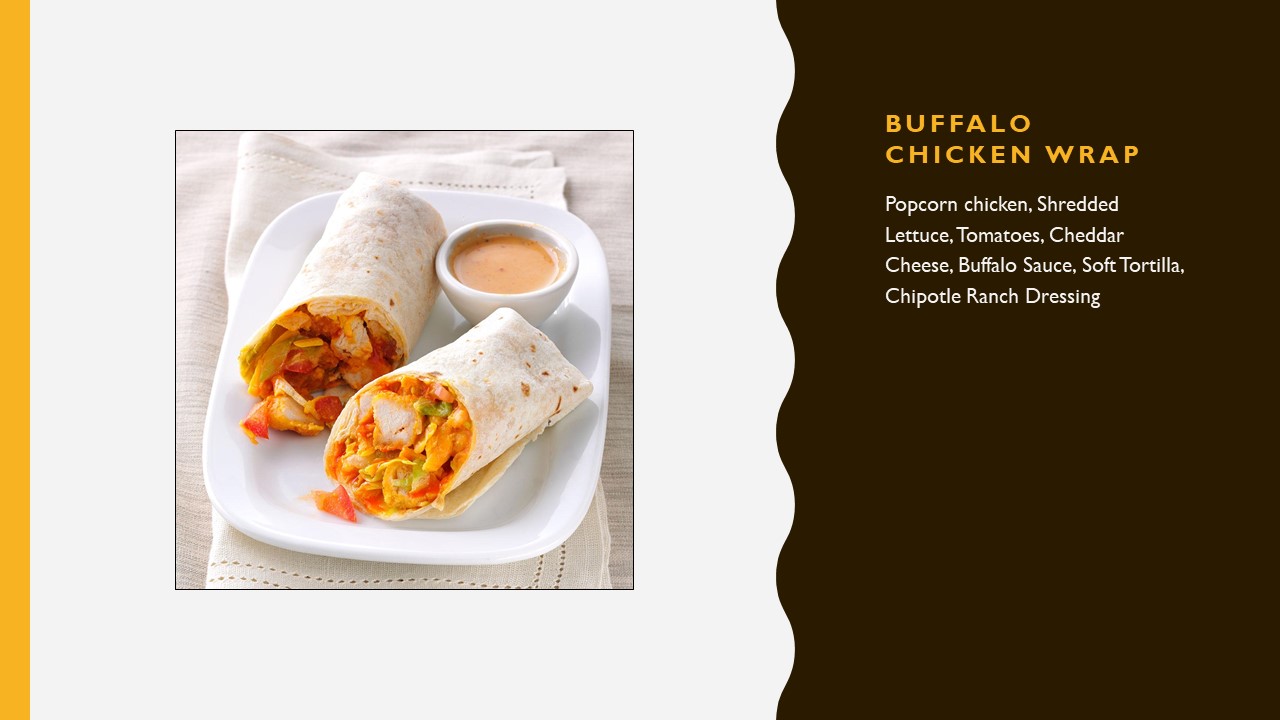 BUFFALO
CHICKEN WRAP
Popcorn chicken, Shredded
Lettuce, Tomatoes, Cheddar
Cheese, Buffalo Sauce, Soft Tortilla,
Chipotle Ranch Dressing